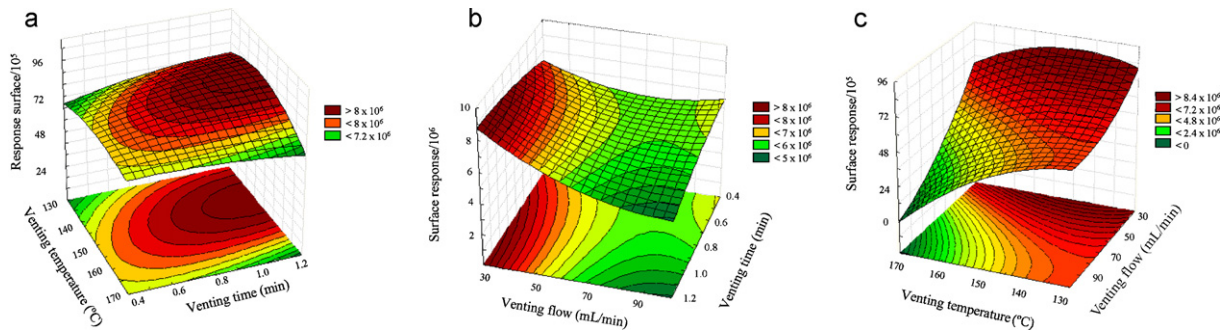 a
Response surface/10⁵
96
72
48
24
130
140
150
160
170
Venting temperature (ºC)
0.4
0.6
0.8
1.0
1.2
Venting time (min)
> 8 x 10⁶
< 8 x 10⁶
< 7.2 x 10⁶
b
Surface response/10⁶
10
8
6
4
2
30
50
70
90
Venting flow (mL/min)
0.4
0.6
0.8
1.0
1.2
Venting time (min)
> 8 x 10⁶
< 8 x 10⁶
< 7 x 10⁶
< 6 x 10⁶
< 5 x 10⁶
c
Surface response/10⁵
96
72
48
24
0
170
160
150
140
130
Venting temperature (ºC)
30
50
70
90
Venting flow (mL/min)
> 8.4 x 10⁶
< 7.2 x 10⁶
< 4.8 x 10⁶
< 2.4 x 10⁶
< 0